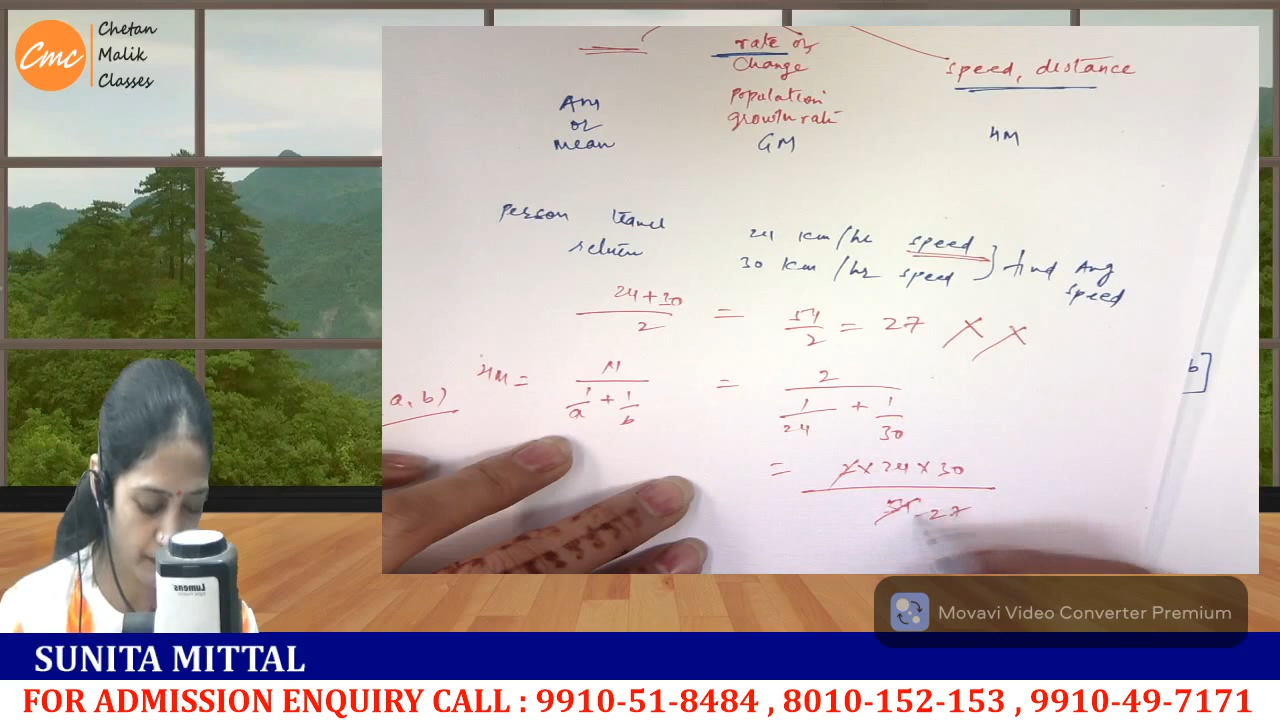 Cmc
Chetan
Malik
Classes
rate of
Change
speed, distance
AM
or
mean
Population
growth rate
GM
HM
Person travel 24 km/hr speed
return 30 km/hr speed } find Avg speed
24+30 / 2 = 54 / 2 = 27 X X
a, b)
HM = N / 1/a + 1/b = 2 / 1/24 + 1/30
b]
= 2 x 24 x 30 / 54 27
Lumens
Movavi Video Converter Premium
SUNITA MITTAL
FOR ADMISSION ENQUIRY CALL : 9910-51-8484 , 8010-152-153 , 9910-49-7171